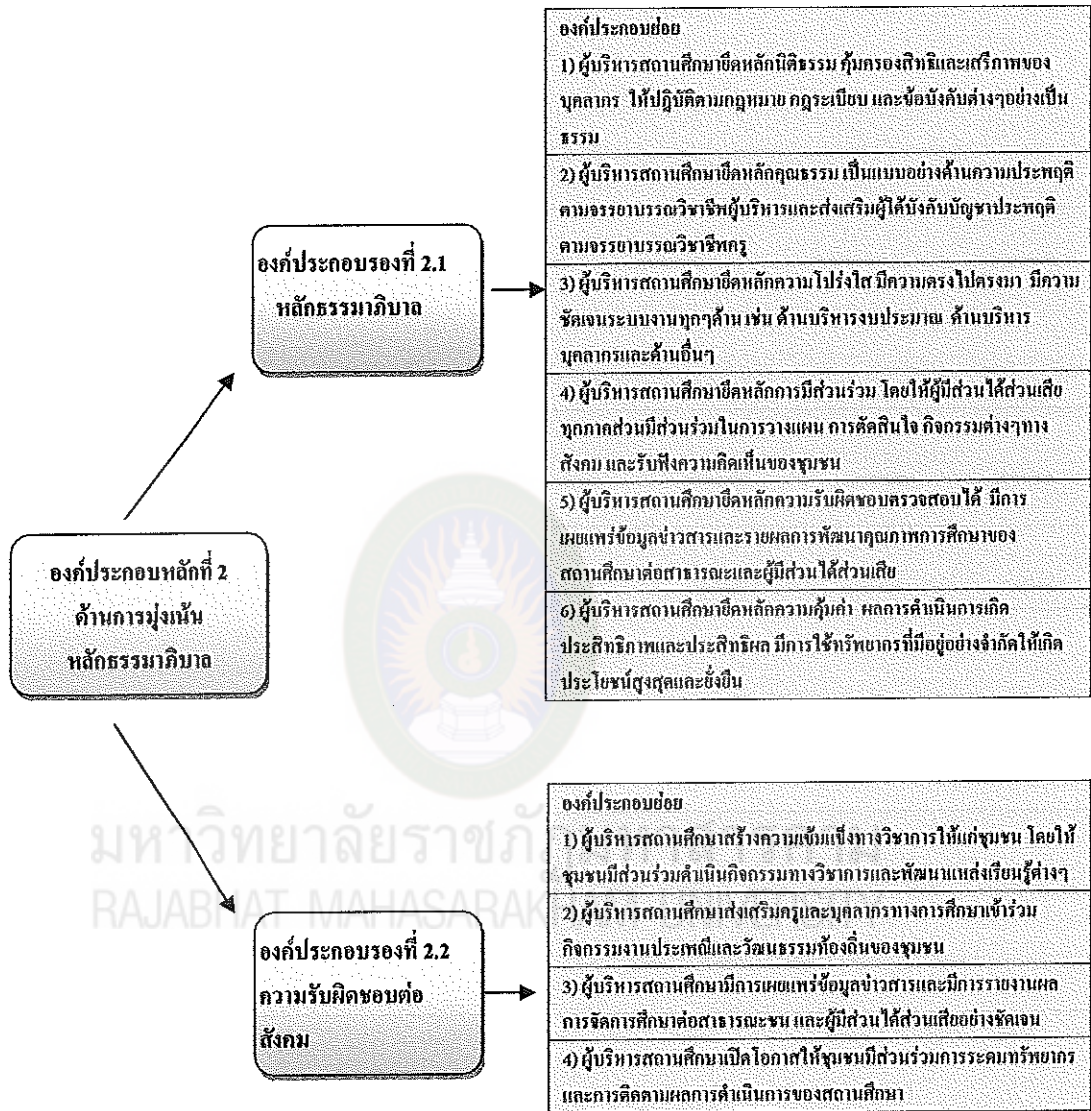 องค์ประกอบหลักที่ 2
ด้านการมุ่งเน้น
หลักธรรมาภิบาล
องค์ประกอบรองที่ 2.1
หลักธรรมาภิบาล
องค์ประกอบย่อย
1) ผู้บริหารสถานศึกษายึดหลักนิติธรรม คุ้มครองสิทธิและเสรีภาพของ
บุคลากร ให้ปฏิบัติตามกฎหมาย กฎระเบียบ และข้อบังคับต่างๆอย่างเป็น
ธรรม
2) ผู้บริหารสถานศึกษายึดหลักคุณธรรม เป็นแบบอย่างด้านความประพฤติ
ตามจรรยาบรรณวิชาชีพผู้บริหารและส่งเสริมผู้ใต้บังคับบัญชาประพฤติ
ตามจรรยาบรรณวิชาชีพครู
3) ผู้บริหารสถานศึกษายึดหลักความโปร่งใส มีความตรงไปตรงมา มีความ
ชัดเจนระบบงานทุกๆด้าน เช่น ด้านบริหารงบประมาณ ด้านบริหาร
บุคลากรและด้านอื่นๆ
4) ผู้บริหารสถานศึกษายึดหลักการมีส่วนร่วม โดยให้ผู้มีส่วนได้ส่วนเสีย
ทุกภาคส่วนมีส่วนร่วมในการวางแผน การตัดสินใจ กิจกรรมต่างๆทาง
สังคม และรับฟังความคิดเห็นของชุมชน
5) ผู้บริหารสถานศึกษายึดหลักความรับผิดชอบตรวจสอบได้ มีการ
เผยแพร่ข้อมูลข่าวสารและรายผลการพัฒนาคุณภาพการศึกษาของ
สถานศึกษาต่อสาธารณะและผู้มีส่วนได้ส่วนเสีย
6) ผู้บริหารสถานศึกษายึดหลักความคุ้มค่า ผลการดำเนินการเกิด
ประสิทธิภาพและประสิทธิผล มีการใช้ทรัพยากรที่มีอยู่อย่างจำกัดให้เกิด
ประโยชน์สูงสุดและยั่งยืน
องค์ประกอบรองที่ 2.2
ความรับผิดชอบต่อ
สังคม
องค์ประกอบย่อย
1) ผู้บริหารสถานศึกษาสร้างความเข้มแข็งทางวิชาการให้แก่ชุมชน โดยให้
ชุมชนมีส่วนร่วมดำเนินกิจกรรมทางวิชาการและพัฒนาแหล่งเรียนรู้ต่างๆ
2) ผู้บริหารสถานศึกษาส่งเสริมครูและบุคลากรทางการศึกษาเข้าร่วม
กิจกรรมงานประเพณีและวัฒนธรรมท้องถิ่นของชุมชน
3) ผู้บริหารสถานศึกษามีการเผยแพร่ข้อมูลข่าวสารและมีการรายงานผล
การจัดการศึกษาต่อสาธารณะชน และผู้มีส่วนได้ส่วนเสียอย่างชัดเจน
4) ผู้บริหารสถานศึกษาเปิดโอกาสให้ชุมชนมีส่วนร่วมการระดมทรัพยากร
และการติดตามผลการดำเนินการของสถานศึกษา
มหาวิทยาลัยราชภั
RAJABHAT MAHASARAK